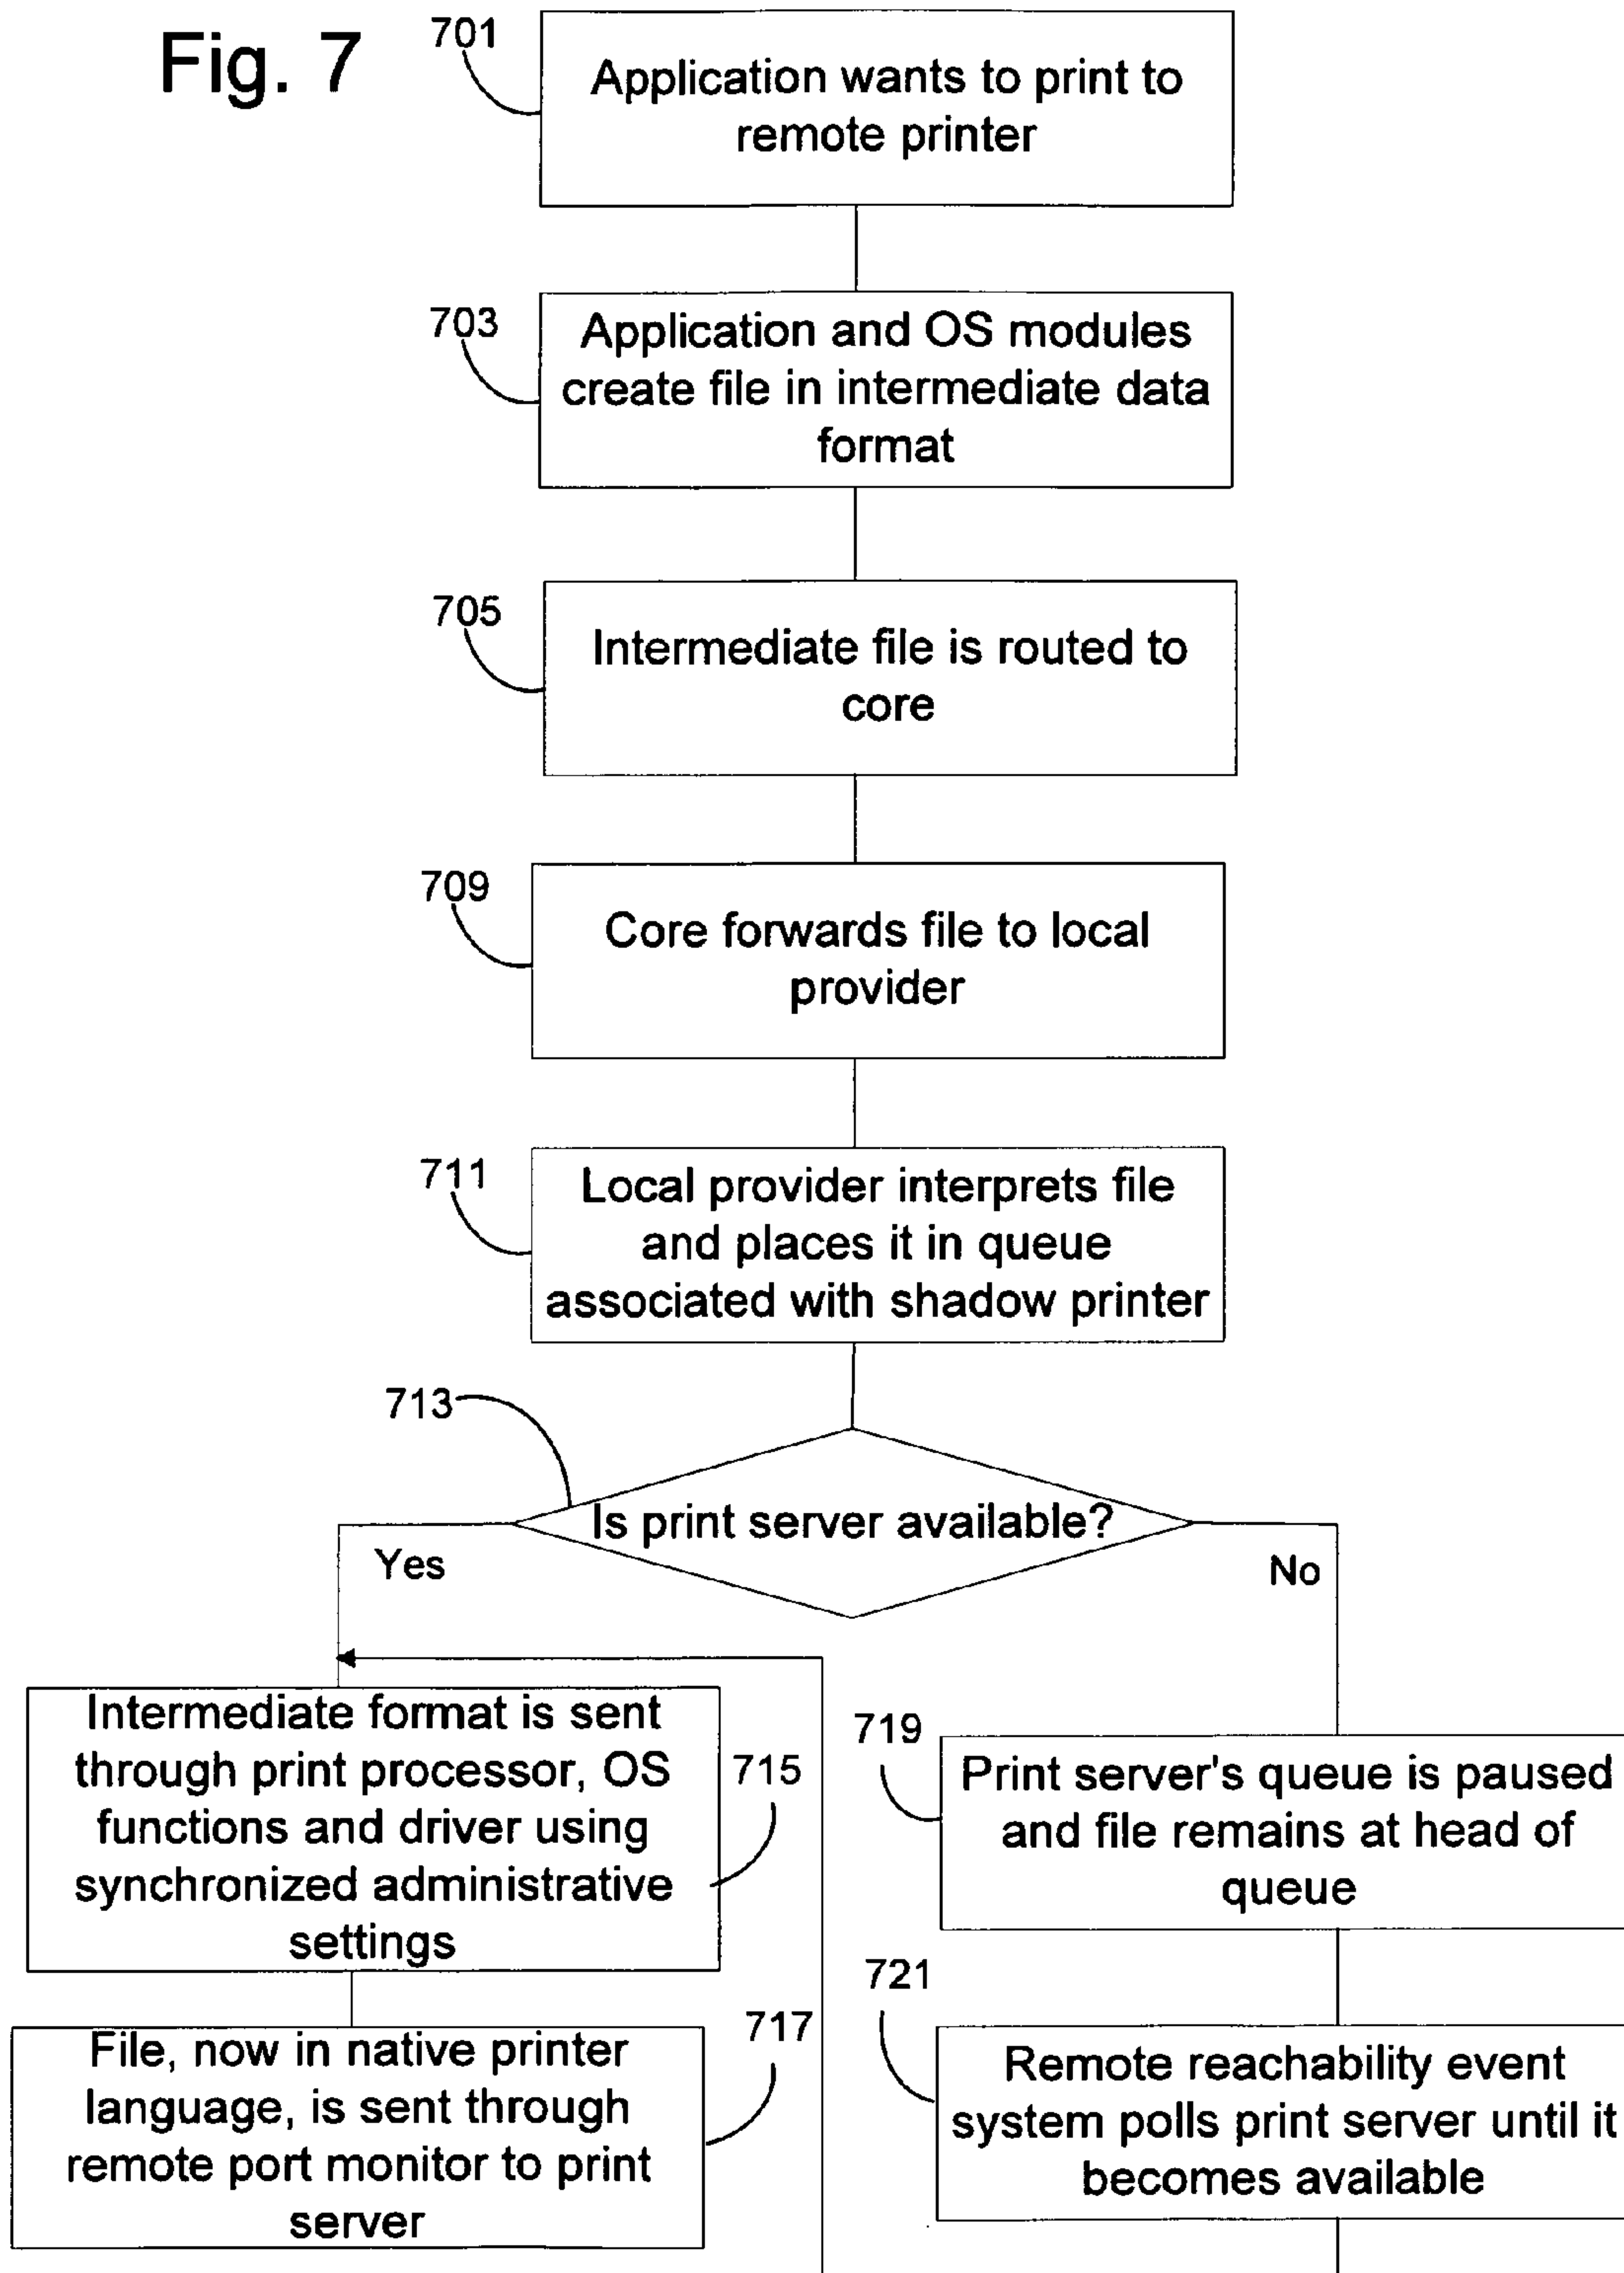 Fig. 7
701
Application wants to print to
remote printer
703
Application and OS modules
create file in intermediate data
format
705
Intermediate file is routed to
core
709
Core forwards file to local
provider
711
Local provider interprets file
and places it in queue
associated with shadow printer
713
Is print server available?
Yes
No
Intermediate format is sent
through print processor, OS
functions and driver using
synchronized administrative
settings
715
719
Print server's queue is paused
and file remains at head of
queue
File, now in native printer
language, is sent through
remote port monitor to print
server
717
721
Remote reachability event
system polls print server until it
becomes available